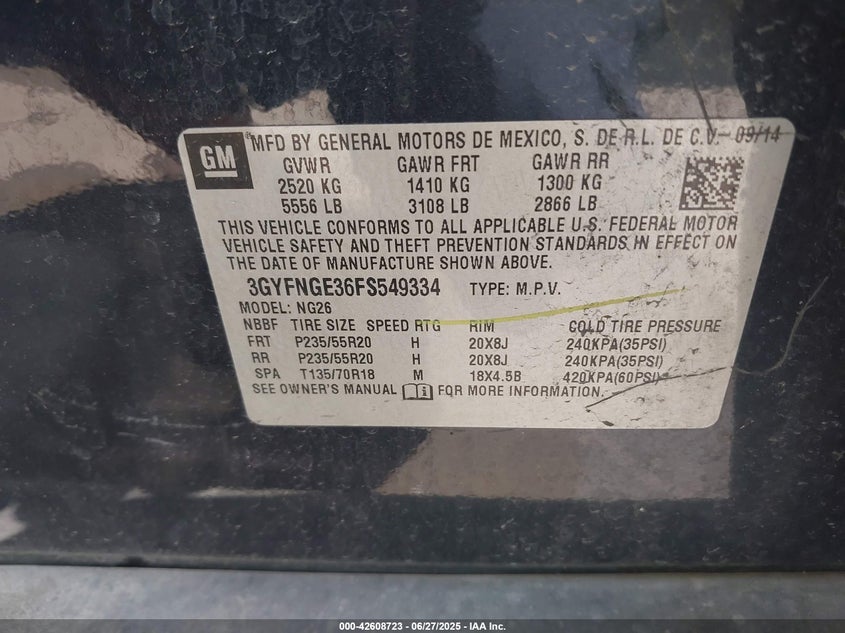 GM ® MFD BY GENERAL MOTORS DE MEXICO, S. DE R.L. DE C.V. 09/14
GVWR GAWR FRT GAWR RR
2520 KG 1410 KG 1300 KG
5556 LB 3108 LB 2866 LB
THIS VEHICLE CONFORMS TO ALL APPLICABLE U.S. FEDERAL MOTOR
VEHICLE SAFETY AND THEFT PREVENTION STANDARDS IN EFFECT ON
THE DATE OF MANUFACTURE SHOWN ABOVE.
3GYFNGE36FS549334 TYPE: M.P.V.
MODEL: NG26
NBBF TIRE SIZE SPEED RTG RIM COLD TIRE PRESSURE
FRT P235/55R20 H 20X8J 240KPA(35PSI)
RR P235/55R20 H 20X8J 240KPA(35PSI)
SPA T135/70R18 M 18X4.5B 420KPA(60PSI)
SEE OWNER'S MANUAL FOR MORE INFORMATION.
000-42608723 - 06/27/2025 - IAA Inc.